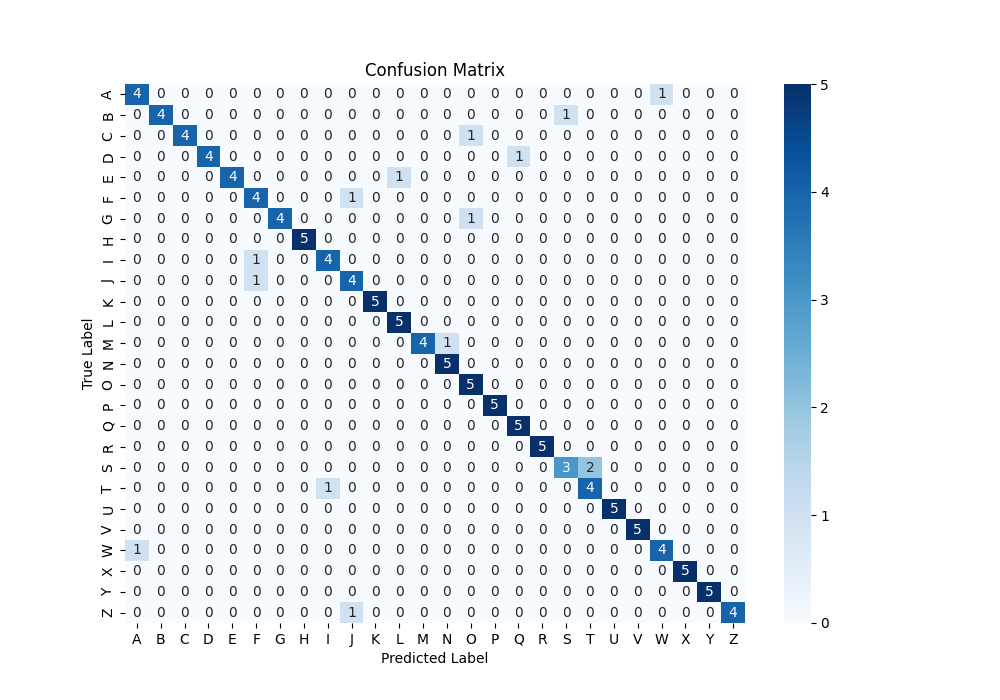 Confusion Matrix
True Label
A 4 0 0 0 0 0 0 0 0 0 0 0 0 0 0 0 0 0 0 0 0 0 1 0 0 0
B 0 4 0 0 0 0 0 0 0 0 0 0 0 0 0 0 0 0 1 0 0 0 0 0 0 0
C 0 0 4 0 0 0 0 0 0 0 0 0 0 0 1 0 0 0 0 0 0 0 0 0 0 0
D 0 0 0 4 0 0 0 0 0 0 0 0 0 0 0 0 1 0 0 0 0 0 0 0 0 0
E 0 0 0 0 4 0 0 0 0 0 0 1 0 0 0 0 0 0 0 0 0 0 0 0 0 0
F 0 0 0 0 0 4 0 0 0 1 0 0 0 0 0 0 0 0 0 0 0 0 0 0 0 0
G 0 0 0 0 0 0 4 0 0 0 0 0 0 0 1 0 0 0 0 0 0 0 0 0 0 0
H 0 0 0 0 0 0 0 5 0 0 0 0 0 0 0 0 0 0 0 0 0 0 0 0 0 0
I 0 0 0 0 0 1 0 0 4 0 0 0 0 0 0 0 0 0 0 0 0 0 0 0 0 0
J 0 0 0 0 0 1 0 0 0 4 0 0 0 0 0 0 0 0 0 0 0 0 0 0 0 0
K 0 0 0 0 0 0 0 0 0 0 5 0 0 0 0 0 0 0 0 0 0 0 0 0 0 0
L 0 0 0 0 0 0 0 0 0 0 0 5 0 0 0 0 0 0 0 0 0 0 0 0 0 0
M 0 0 0 0 0 0 0 0 0 0 0 0 4 1 0 0 0 0 0 0 0 0 0 0 0 0
N 0 0 0 0 0 0 0 0 0 0 0 0 0 5 0 0 0 0 0 0 0 0 0 0 0 0
O 0 0 0 0 0 0 0 0 0 0 0 0 0 0 5 0 0 0 0 0 0 0 0 0 0 0
P 0 0 0 0 0 0 0 0 0 0 0 0 0 0 0 5 0 0 0 0 0 0 0 0 0 0
Q 0 0 0 0 0 0 0 0 0 0 0 0 0 0 0 0 5 0 0 0 0 0 0 0 0 0
R 0 0 0 0 0 0 0 0 0 0 0 0 0 0 0 0 0 5 0 0 0 0 0 0 0 0
S 0 0 0 0 0 0 0 0 0 0 0 0 0 0 0 0 0 0 3 2 0 0 0 0 0 0
T 0 0 0 0 0 0 0 0 1 0 0 0 0 0 0 0 0 0 0 4 0 0 0 0 0 0
U 0 0 0 0 0 0 0 0 0 0 0 0 0 0 0 0 0 0 0 0 5 0 0 0 0 0
V 0 0 0 0 0 0 0 0 0 0 0 0 0 0 0 0 0 0 0 0 0 5 0 0 0 0
W 1 0 0 0 0 0 0 0 0 0 0 0 0 0 0 0 0 0 0 0 0 0 4 0 0 0
X 0 0 0 0 0 0 0 0 0 0 0 0 0 0 0 0 0 0 0 0 0 0 0 5 0 0
Y 0 0 0 0 0 0 0 0 0 0 0 0 0 0 0 0 0 0 0 0 0 0 0 0 5 0
Z 0 0 0 0 0 0 0 0 0 1 0 0 0 0 0 0 0 0 0 0 0 0 0 0 0 4
A B C D E F G H I J K L M N O P Q R S T U V W X Y Z
Predicted Label
5
4
3
2
1
0